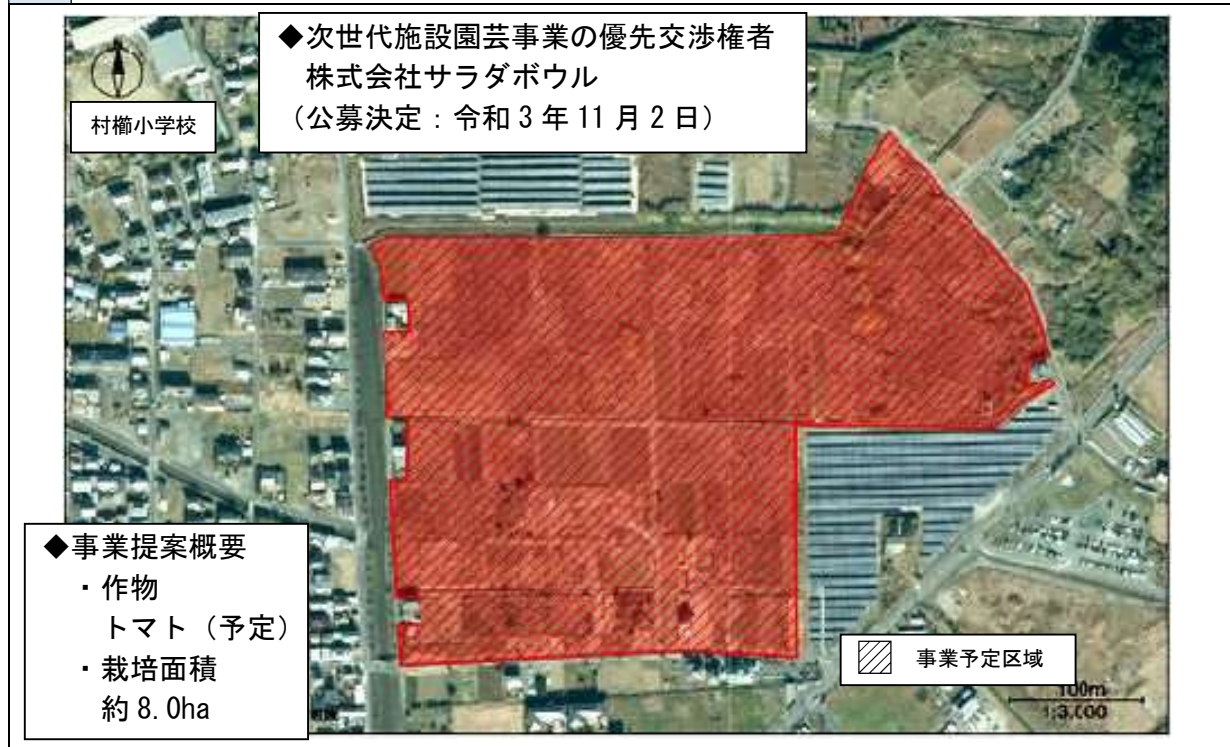 ◆次世代施設園芸事業の優先交渉権者
株式会社サラダボウル
（公募決定：令和3年11月2日）
村櫛小学校
◆事業提案概要
・作物
トマト（予定）
・栽培面積
約8.0ha
事業予定区域
100m
1:3,000